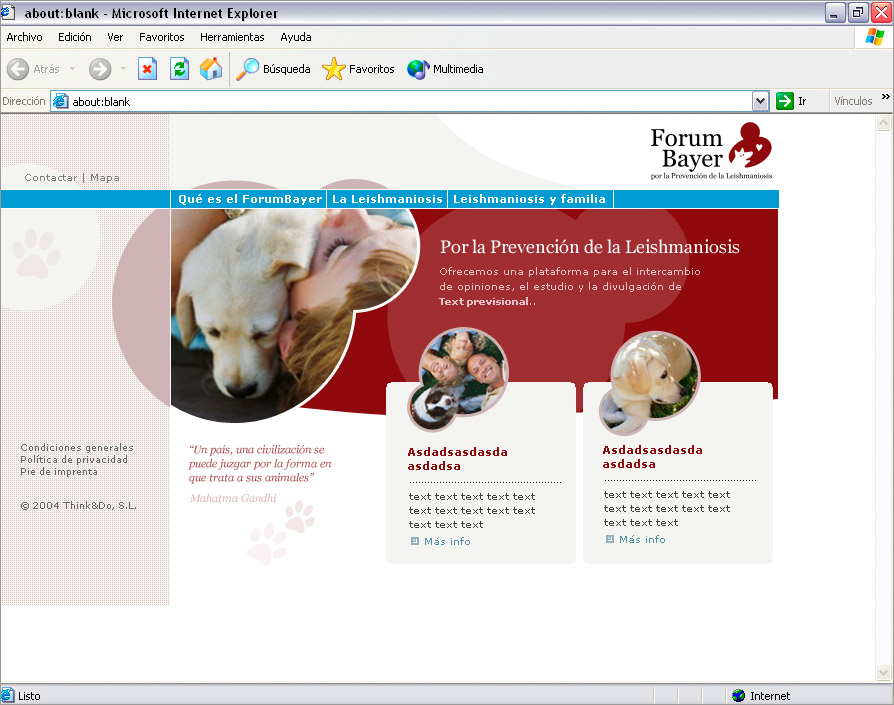 about:blank - Microsoft Internet Explorer
Archivo Edición Ver Favoritos Herramientas Ayuda
Atrás Búsqueda Favoritos Multimedia
Dirección about:blank Ir Vínculos »
Forum
Bayer
por la Prevención de la Leishmaniosis
Contactar | Mapa
Qué es el ForumBayer La Leishmaniosis Leishmaniosis y familia
Por la Prevención de la Leishmaniosis
Ofrecemos una plataforma para el intercambio
de opiniones, el estudio y la divulgación de
Text previsional..
Condiciones generales
Política de privacidad
Pie de imprenta
© 2004 Think&Do, S.L.
“Un país, una civilización se
puede juzgar por la forma en
que trata a sus animales”
Mahatma Gandhi
Asdadsasdasda
asdadsa
text text text text text
text text text text text
text text text
Más info
Asdadsasdasda
asdadsa
text text text text text
text text text text text
text text text
Más info
Listo Internet